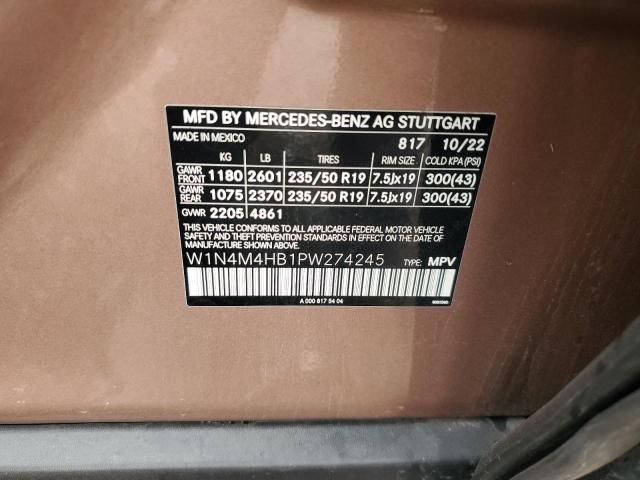 MFD BY MERCEDES-BENZ AG STUTTGART
MADE IN MEXICO 817 10/22
KG LB TIRES RIM SIZE COLD KPA (PSI)
GAWR FRONT 1180 2601 235/50 R19 7.5Jx19 300(43)
GAWR REAR 1075 2370 235/50 R19 7.5Jx19 300(43)
GVWR 2205 4861
THIS VEHICLE CONFORMS TO ALL APPLICABLE FEDERAL MOTOR VEHICLE
SAFETY AND THEFT PREVENTION STANDARDS IN EFFECT ON THE DATE OF
MANUFACTURE SHOWN ABOVE.
W1N4M4HB1PW274245 TYPE: MPV
A 000 817 54 04